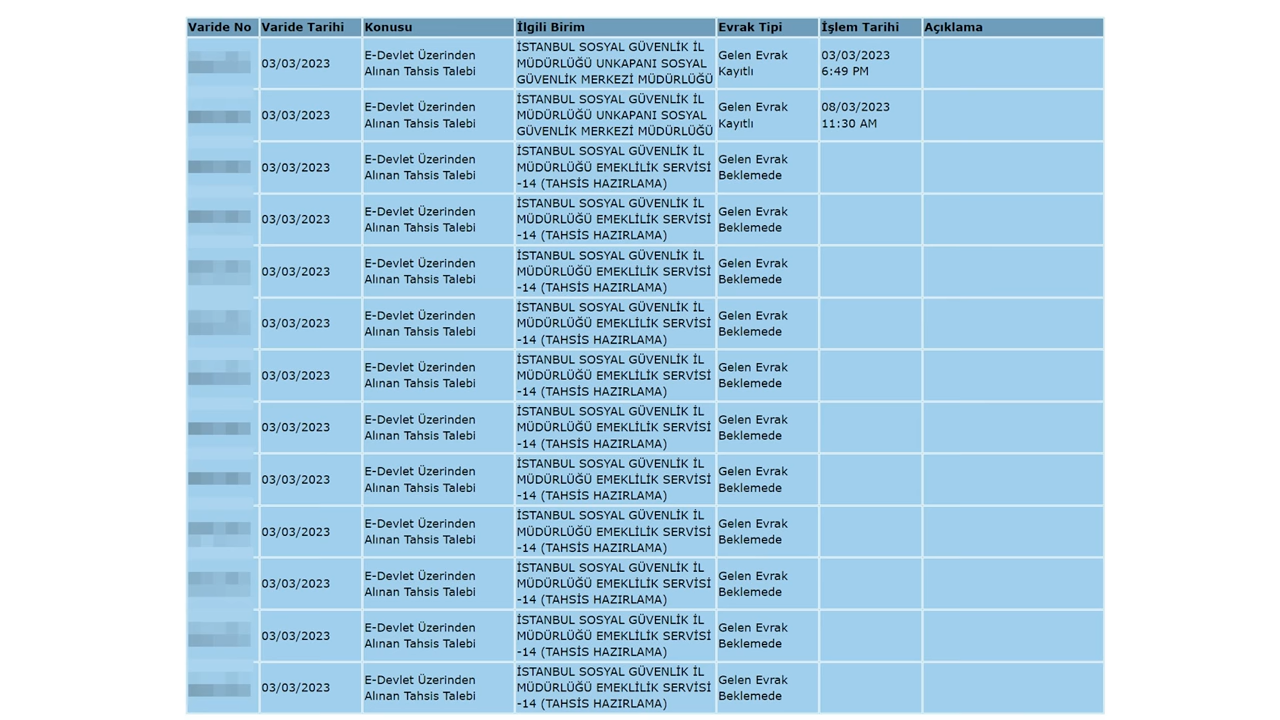 Varide No Varide Tarihi Konusu İlgili Birim Evrak Tipi İşlem Tarihi Açıklama
03/03/2023 E-Devlet Üzerinden Alınan Tahsis Talebi İSTANBUL SOSYAL GÜVENLİK İL MÜDÜRLÜĞÜ UNKAPANI SOSYAL GÜVENLİK MERKEZİ MÜDÜRLÜĞÜ Gelen Evrak Kayıtlı 03/03/2023 6:49 PM
03/03/2023 E-Devlet Üzerinden Alınan Tahsis Talebi İSTANBUL SOSYAL GÜVENLİK İL MÜDÜRLÜĞÜ UNKAPANI SOSYAL GÜVENLİK MERKEZİ MÜDÜRLÜĞÜ Gelen Evrak Kayıtlı 08/03/2023 11:30 AM
03/03/2023 E-Devlet Üzerinden Alınan Tahsis Talebi İSTANBUL SOSYAL GÜVENLİK İL MÜDÜRLÜĞÜ EMEKLİLİK SERVİSİ -14 (TAHSİS HAZIRLAMA) Gelen Evrak Beklemede
03/03/2023 E-Devlet Üzerinden Alınan Tahsis Talebi İSTANBUL SOSYAL GÜVENLİK İL MÜDÜRLÜĞÜ EMEKLİLİK SERVİSİ -14 (TAHSİS HAZIRLAMA) Gelen Evrak Beklemede
03/03/2023 E-Devlet Üzerinden Alınan Tahsis Talebi İSTANBUL SOSYAL GÜVENLİK İL MÜDÜRLÜĞÜ EMEKLİLİK SERVİSİ -14 (TAHSİS HAZIRLAMA) Gelen Evrak Beklemede
03/03/2023 E-Devlet Üzerinden Alınan Tahsis Talebi İSTANBUL SOSYAL GÜVENLİK İL MÜDÜRLÜĞÜ EMEKLİLİK SERVİSİ -14 (TAHSİS HAZIRLAMA) Gelen Evrak Beklemede
03/03/2023 E-Devlet Üzerinden Alınan Tahsis Talebi İSTANBUL SOSYAL GÜVENLİK İL MÜDÜRLÜĞÜ EMEKLİLİK SERVİSİ -14 (TAHSİS HAZIRLAMA) Gelen Evrak Beklemede
03/03/2023 E-Devlet Üzerinden Alınan Tahsis Talebi İSTANBUL SOSYAL GÜVENLİK İL MÜDÜRLÜĞÜ EMEKLİLİK SERVİSİ -14 (TAHSİS HAZIRLAMA) Gelen Evrak Beklemede
03/03/2023 E-Devlet Üzerinden Alınan Tahsis Talebi İSTANBUL SOSYAL GÜVENLİK İL MÜDÜRLÜĞÜ EMEKLİLİK SERVİSİ -14 (TAHSİS HAZIRLAMA) Gelen Evrak Beklemede
03/03/2023 E-Devlet Üzerinden Alınan Tahsis Talebi İSTANBUL SOSYAL GÜVENLİK İL MÜDÜRLÜĞÜ EMEKLİLİK SERVİSİ -14 (TAHSİS HAZIRLAMA) Gelen Evrak Beklemede
03/03/2023 E-Devlet Üzerinden Alınan Tahsis Talebi İSTANBUL SOSYAL GÜVENLİK İL MÜDÜRLÜĞÜ EMEKLİLİK SERVİSİ -14 (TAHSİS HAZIRLAMA) Gelen Evrak Beklemede
03/03/2023 E-Devlet Üzerinden Alınan Tahsis Talebi İSTANBUL SOSYAL GÜVENLİK İL MÜDÜRLÜĞÜ EMEKLİLİK SERVİSİ -14 (TAHSİS HAZIRLAMA) Gelen Evrak Beklemede
03/03/2023 E-Devlet Üzerinden Alınan Tahsis Talebi İSTANBUL SOSYAL GÜVENLİK İL MÜDÜRLÜĞÜ EMEKLİLİK SERVİSİ -14 (TAHSİS HAZIRLAMA) Gelen Evrak Beklemede